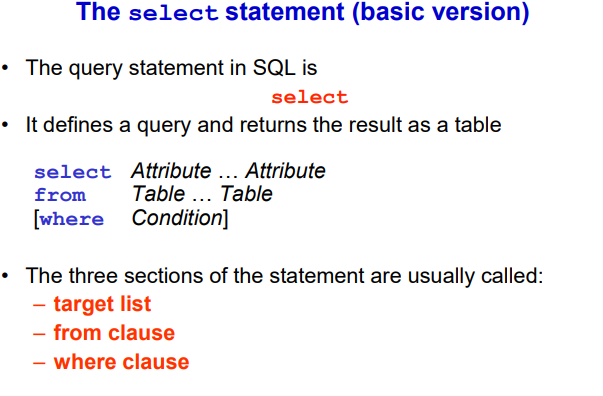 The select statement (basic version)
• The query statement in SQL is
select
• It defines a query and returns the result as a table
select Attribute … Attribute
from Table … Table
[where Condition]
• The three sections of the statement are usually called:
– target list
– from clause
– where clause